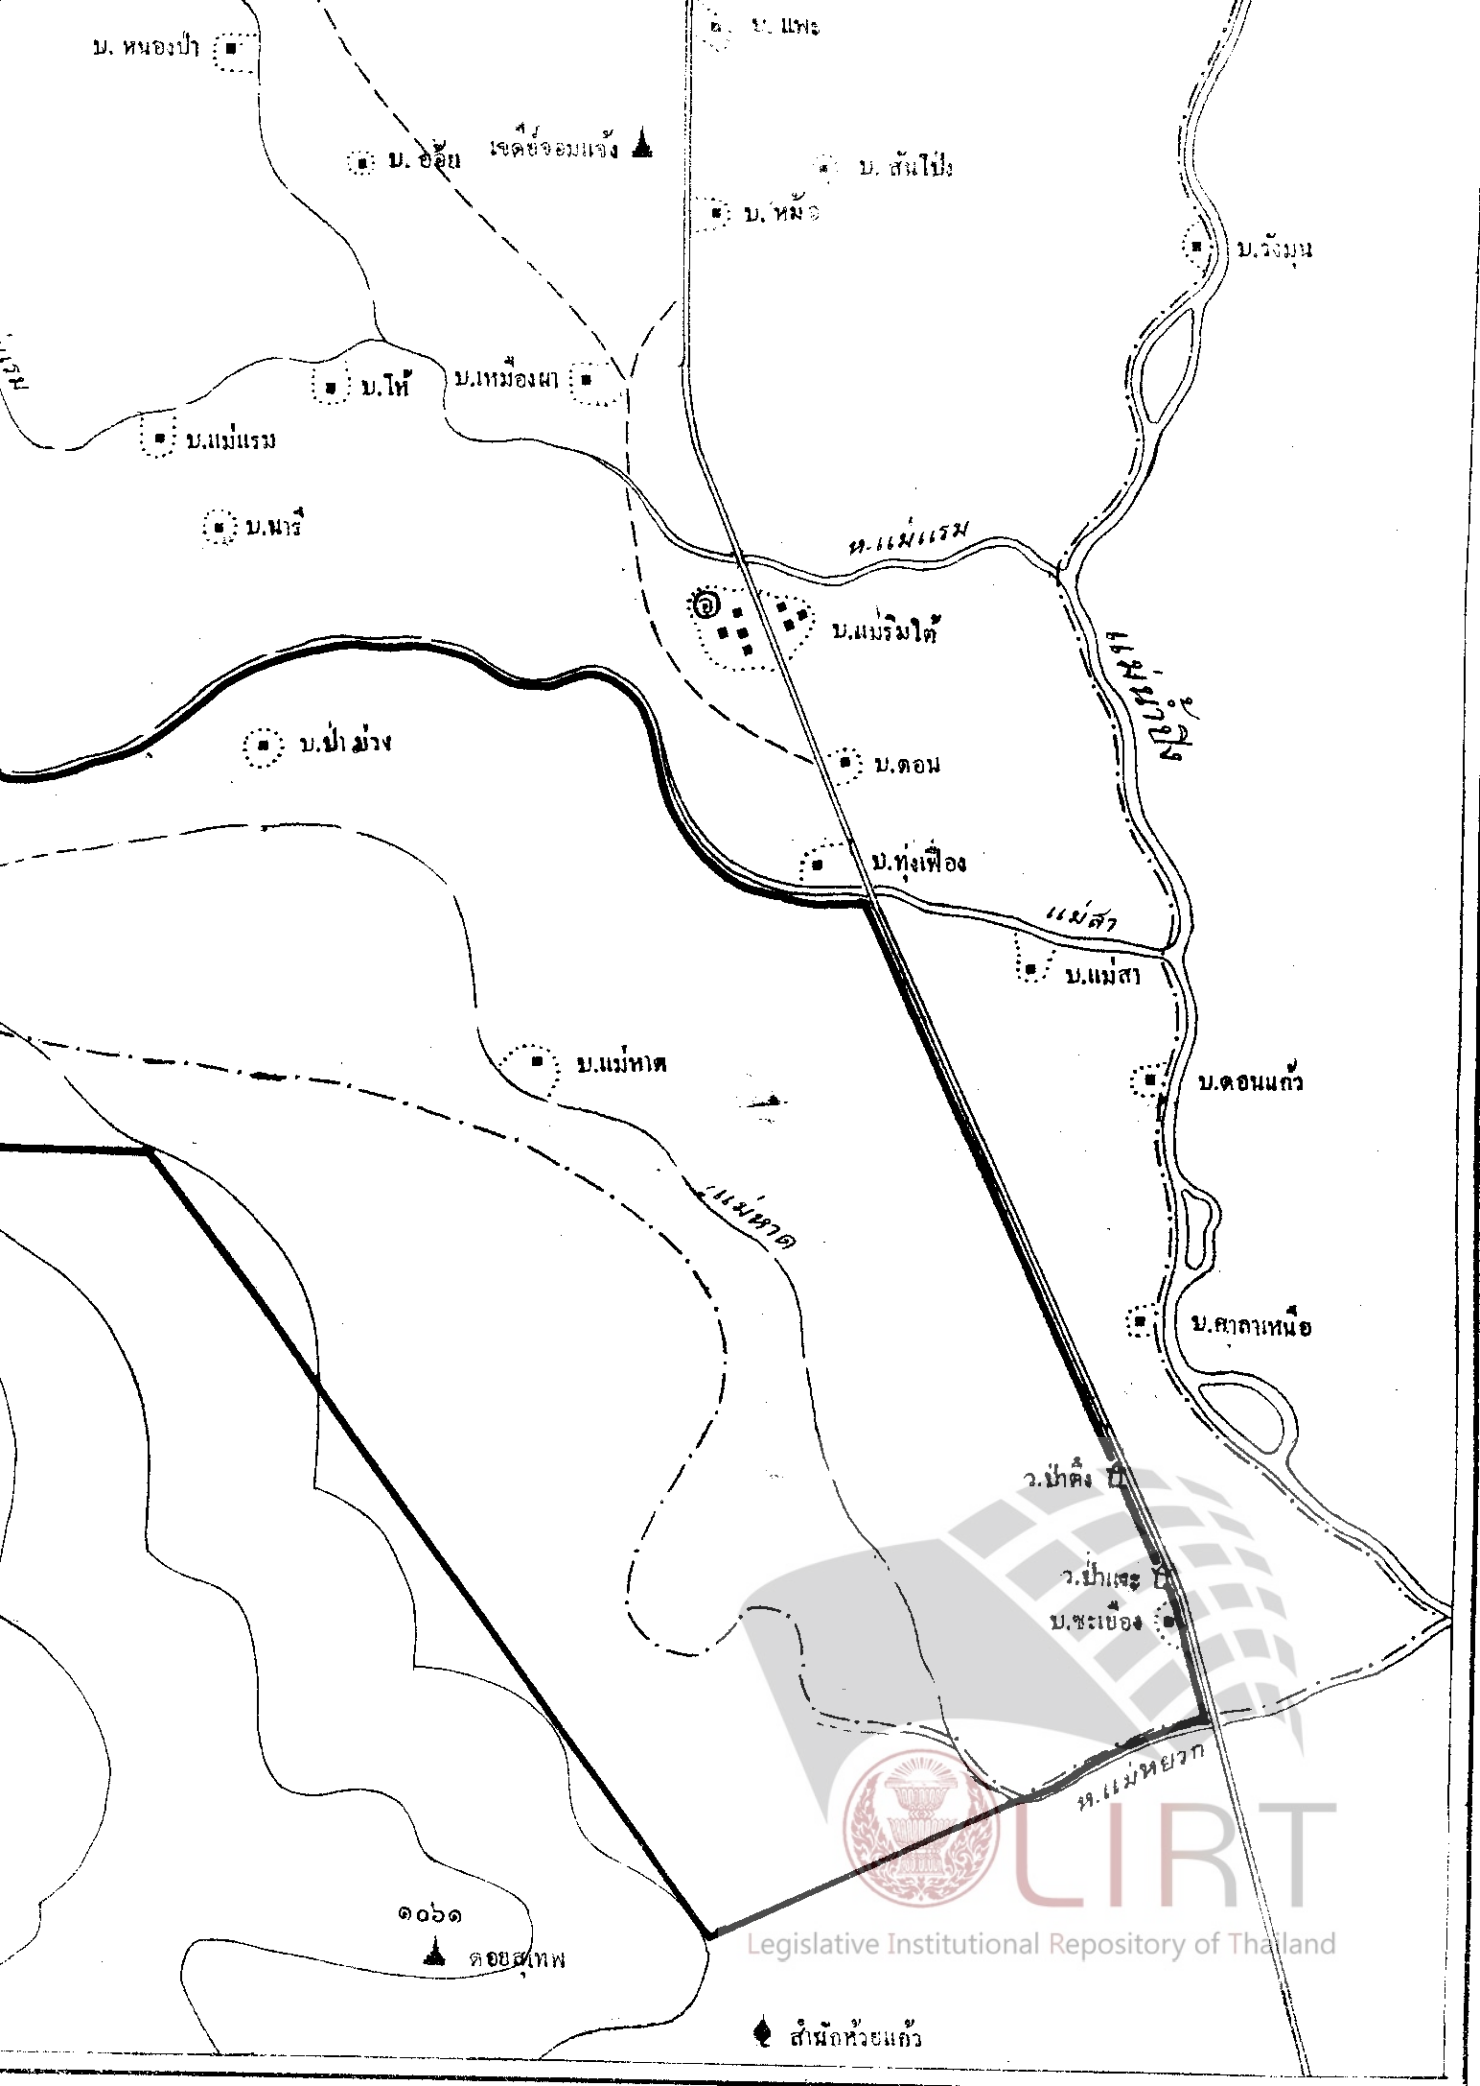 บ. หนองป่า
บ. แพะ
บ. ออ้ย
เจดีย์จอมแจ้ง
บ. สันโป่ง
บ. หม้อ
บ.วังมุน
แรม
บ.ไห้
บ.เหมืองผา
บ.แม่แรม
บ.นารี
ห.แม่แรม
บ.แม่ริมใต้
แม่น้ำปิง
บ.ป่าม่วง
บ.ดอน
บ.ทุ่งเฟื่อง
แม่สา
บ.แม่สา
บ.แม่หาด
บ.ดอนแก้ว
แม่หาด
บ.ศาลาเหนือ
ว.ป่าตึง
ว.ป่าแพะ
บ.ชะเยือง
ห.แม่หยวก
LIRT
๑๐๖๑
ดอยสุเทพ
Legislative Institutional Repository of Thailand
สำนักห้วยแก้ว